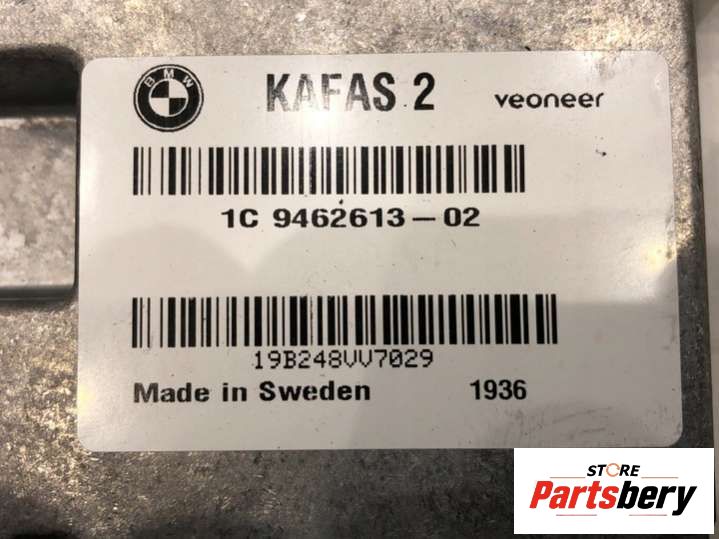 BMW
KAFAS 2 veoneer
1C 9462613-02
19B248VV7029
Made in Sweden 1936
STORE
Partsbery